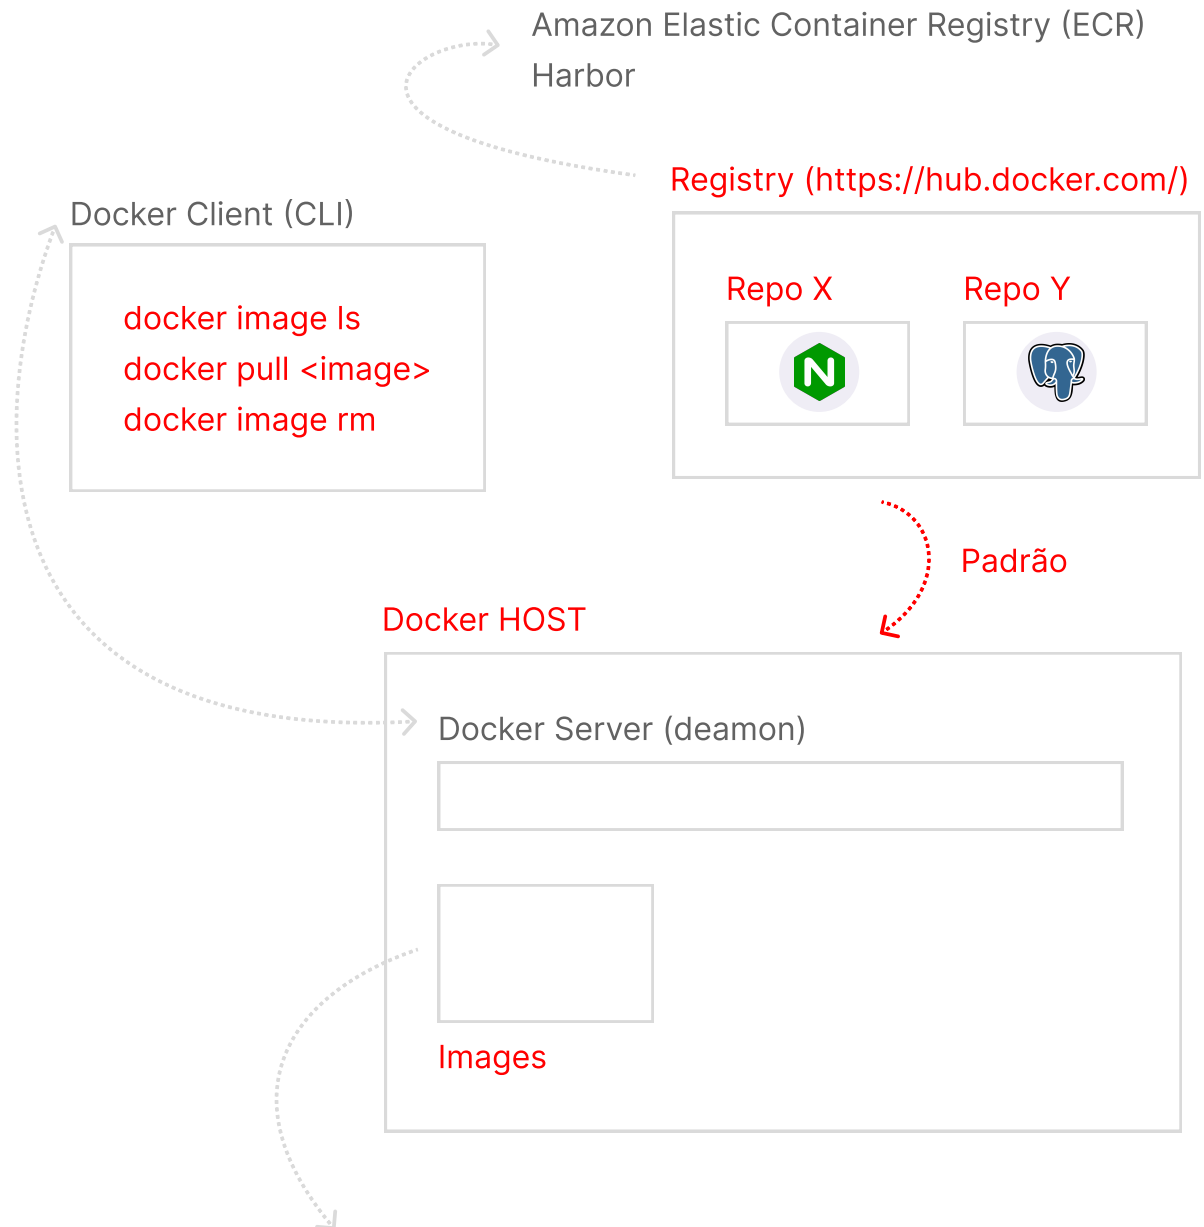 Amazon Elastic Container Registry (ECR)
Harbor
Registry (https://hub.docker.com/)
Docker Client (CLI)
docker image ls
docker pull <image>
docker image rm
Repo X
Repo Y
N
Padrão
Docker HOST
Docker Server (deamon)
Images